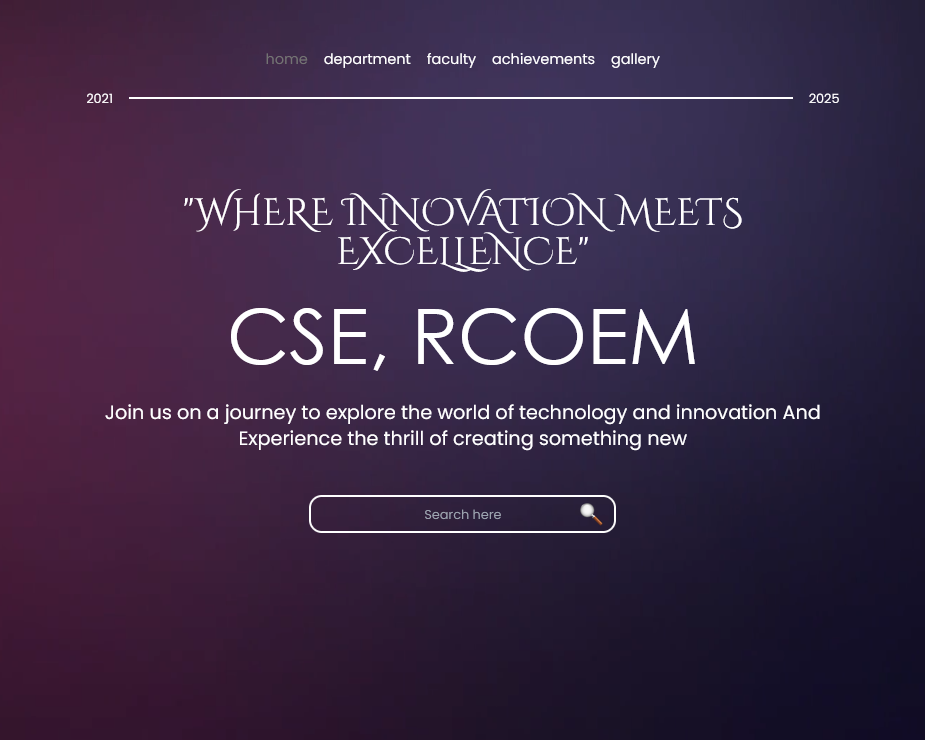 home department faculty achievements gallery
2021 2025
"WHERE INNOVATION MEETS
EXCELLENCE"
CSE, RCOEM
Join us on a journey to explore the world of technology and innovation And
Experience the thrill of creating something new
Search here